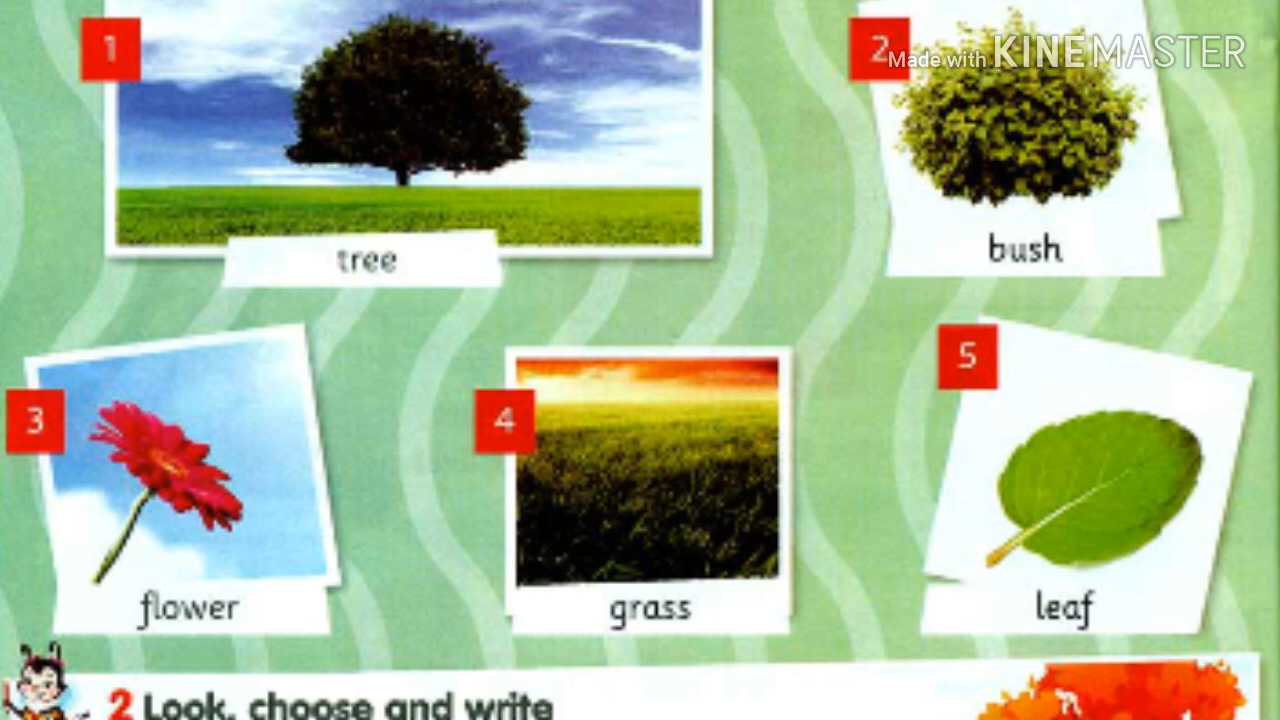 1
2
Made with KINEMASTER
tree
bush
3
4
5
flower
grass
leaf
2 Look, choose and write